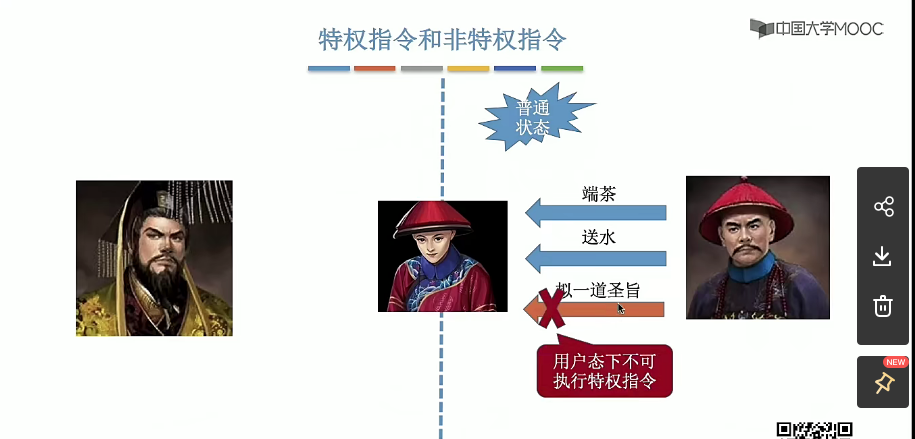 特权指令和非特权指令
中国大学MOOC
普通
状态
端茶
送水
拟一道圣旨
用户态下不可
执行特权指令
NEW